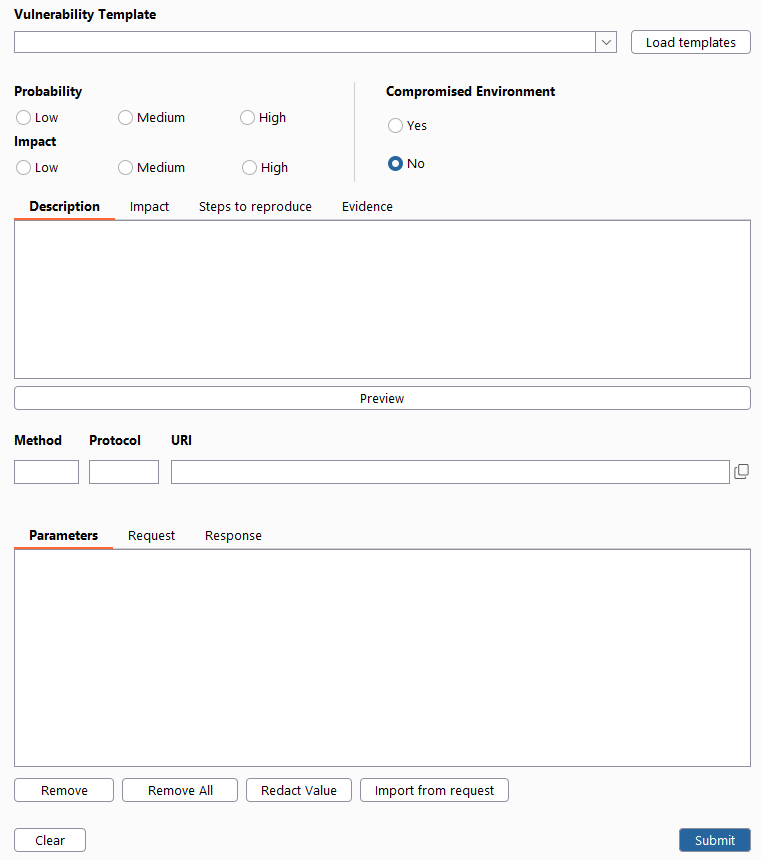 Vulnerability Template
Load templates
Probability
Low Medium High
Impact
Low Medium High
Compromised Environment
Yes
No
Description Impact Steps to reproduce Evidence
Preview
Method Protocol URI
Parameters Request Response
Remove Remove All Redact Value Import from request
Clear Submit